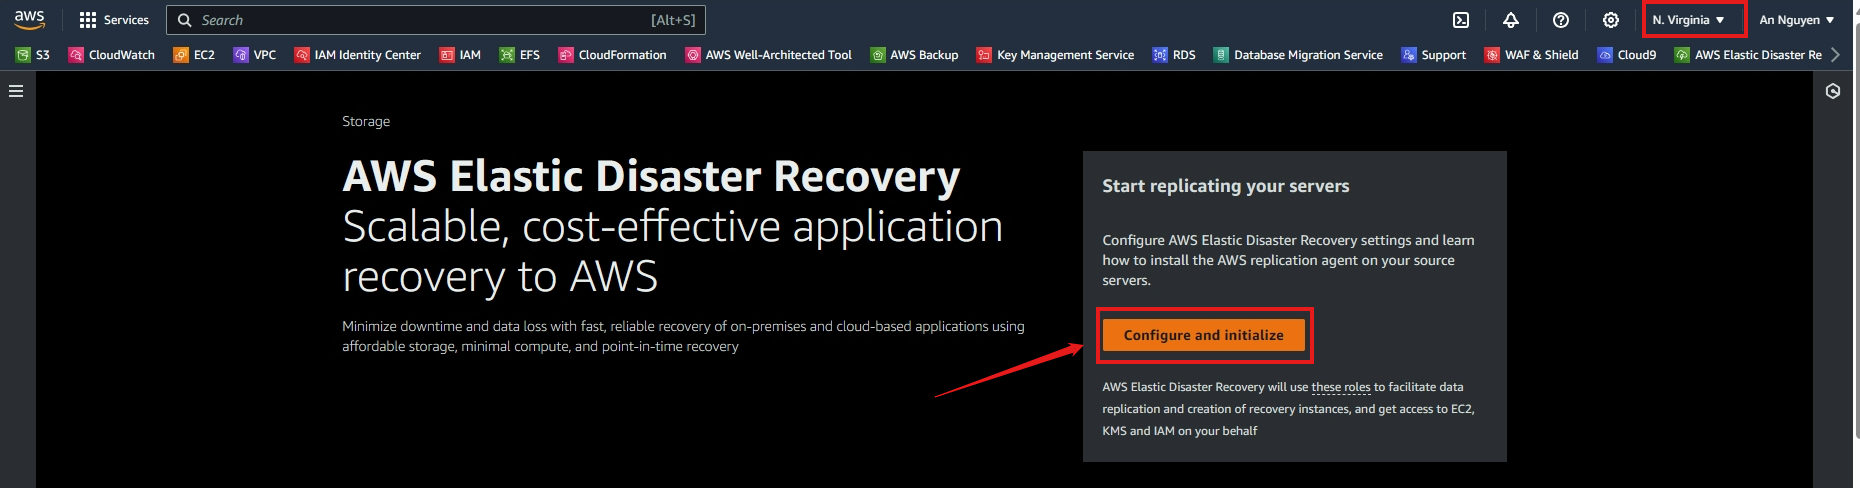 aws
Services
Search
[Alt+S]
N. Virginia
An Nguyen
S3
CloudWatch
EC2
VPC
IAM Identity Center
IAM
EFS
CloudFormation
AWS Well-Architected Tool
AWS Backup
Key Management Service
RDS
Database Migration Service
Support
WAF & Shield
Cloud9
AWS Elastic Disaster Re
Storage
AWS Elastic Disaster Recovery
Scalable, cost-effective application
recovery to AWS
Minimize downtime and data loss with fast, reliable recovery of on-premises and cloud-based applications using
affordable storage, minimal compute, and point-in-time recovery
Start replicating your servers
Configure AWS Elastic Disaster Recovery settings and learn
how to install the AWS replication agent on your source
servers.
Configure and initialize
AWS Elastic Disaster Recovery will use these roles to facilitate data
replication and creation of recovery instances, and get access to EC2,
KMS and IAM on your behalf